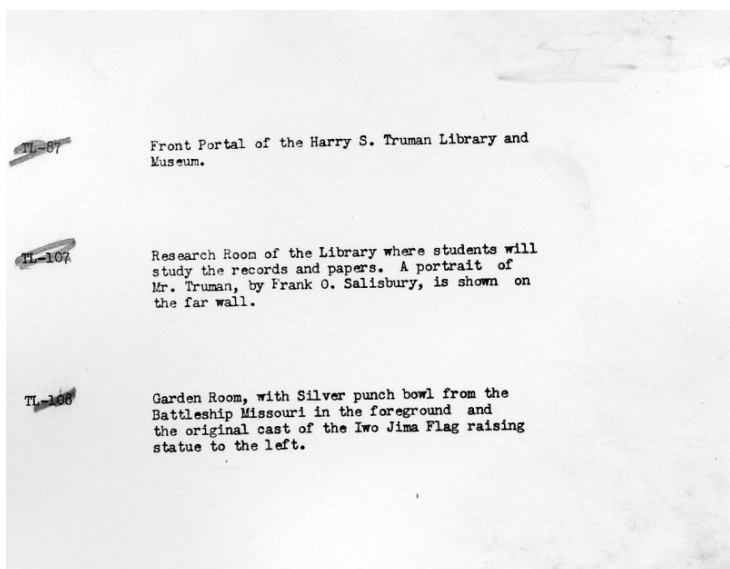 TL-87 Front Portal of the Harry S. Truman Library and
Museum.
TL-107 Research Room of the Library where students will
study the records and papers. A portrait of
Mr. Truman, by Frank O. Salisbury, is shown on
the far wall.
TL-108 Garden Room, with Silver punch bowl from the
Battleship Missouri in the foreground and
the original cast of the Iwo Jima Flag raising
statue to the left.